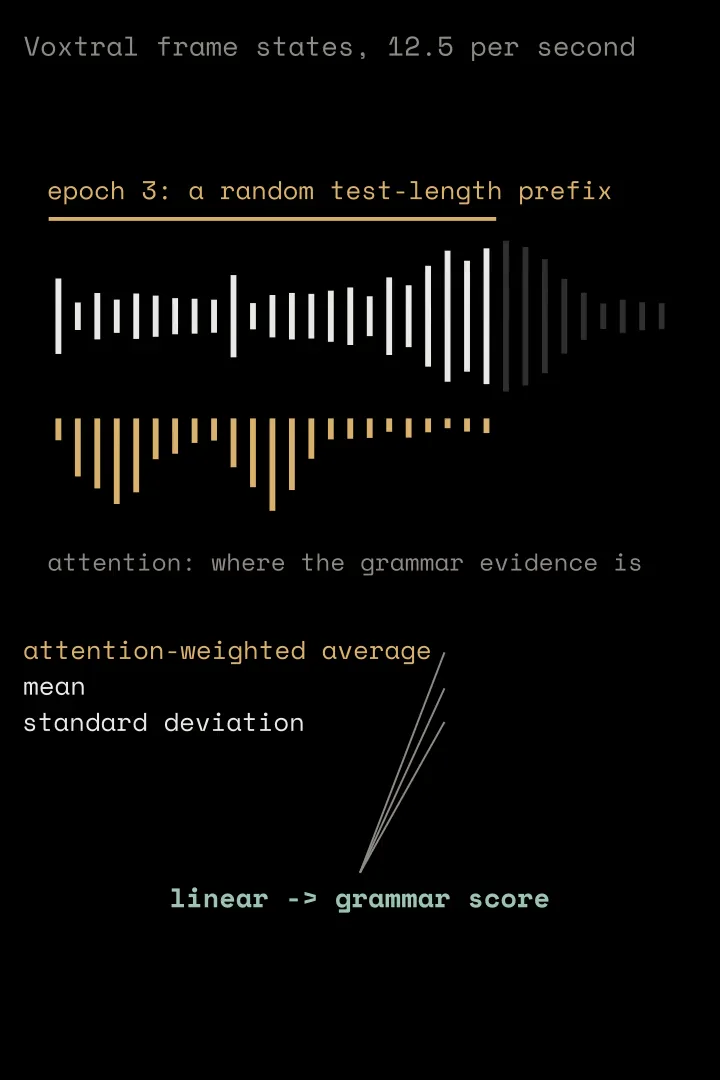 Voxtral frame states, 12.5 per second
epoch 3: a random test-length prefix
attention: where the grammar evidence is
attention-weighted average
mean
standard deviation
linear -> grammar score